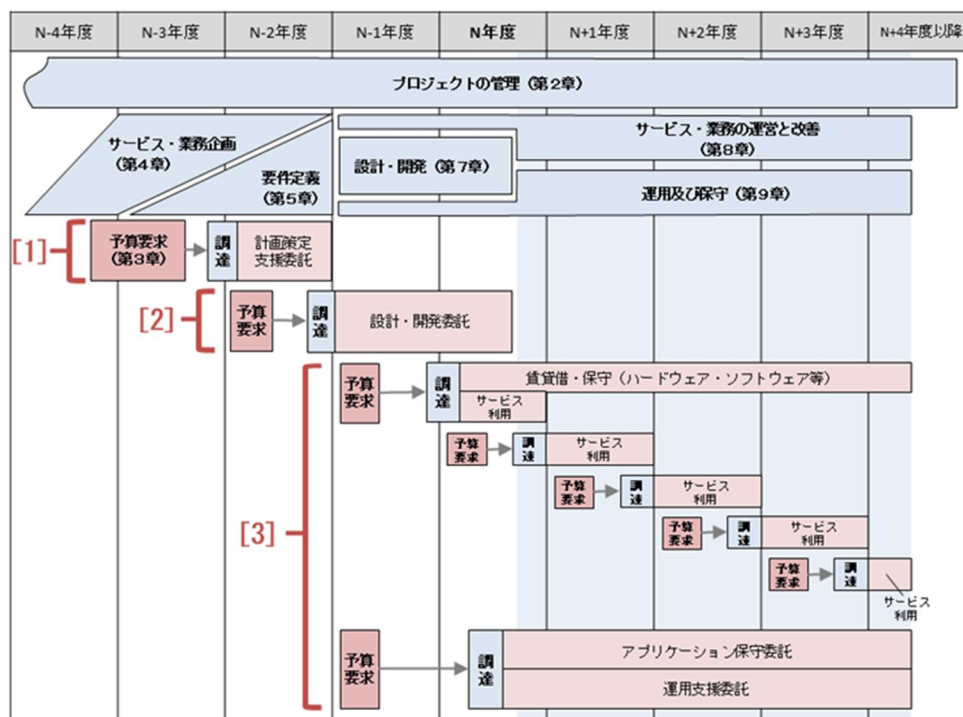 N-4年度
N-3年度
N-2年度
N-1年度
N年度
N+1年度
N+2年度
N+3年度
N+4年度以降
プロジェクトの管理（第2章）
サービス・業務企画
（第4章）
要件定義
（第5章）
設計・開発（第7章）
サービス・業務の運営と改善
（第8章）
運用及び保守（第9章）
[1]
予算要求
（第3章）
調
達
計画策定
支援委託
[2]
予算
要求
調
達
設計・開発委託
[3]
予算
要求
調
達
賃貸借・保守（ハードウェア・ソフトウェア等）
サービス
利用
予算
要求
調
達
サービス
利用
予算
要求
調
達
サービス
利用
予算
要求
調
達
サービス
利用
予算
要求
調
達
サービス
利用
予算
要求
調
達
アプリケーション保守委託
運用支援委託